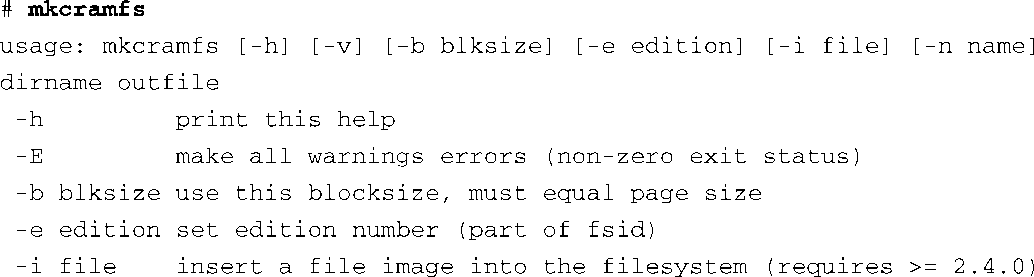 # mkcramfs
usage: mkcramfs [-h] [-v] [-b blksize] [-e edition] [-i file] [-n name]
dirname outfile
-h print this help
-E make all warnings errors (non-zero exit status)
-b blksize use this blocksize, must equal page size
-e edition set edition number (part of fsid)
-i file insert a file image into the filesystem (requires >= 2.4.0)